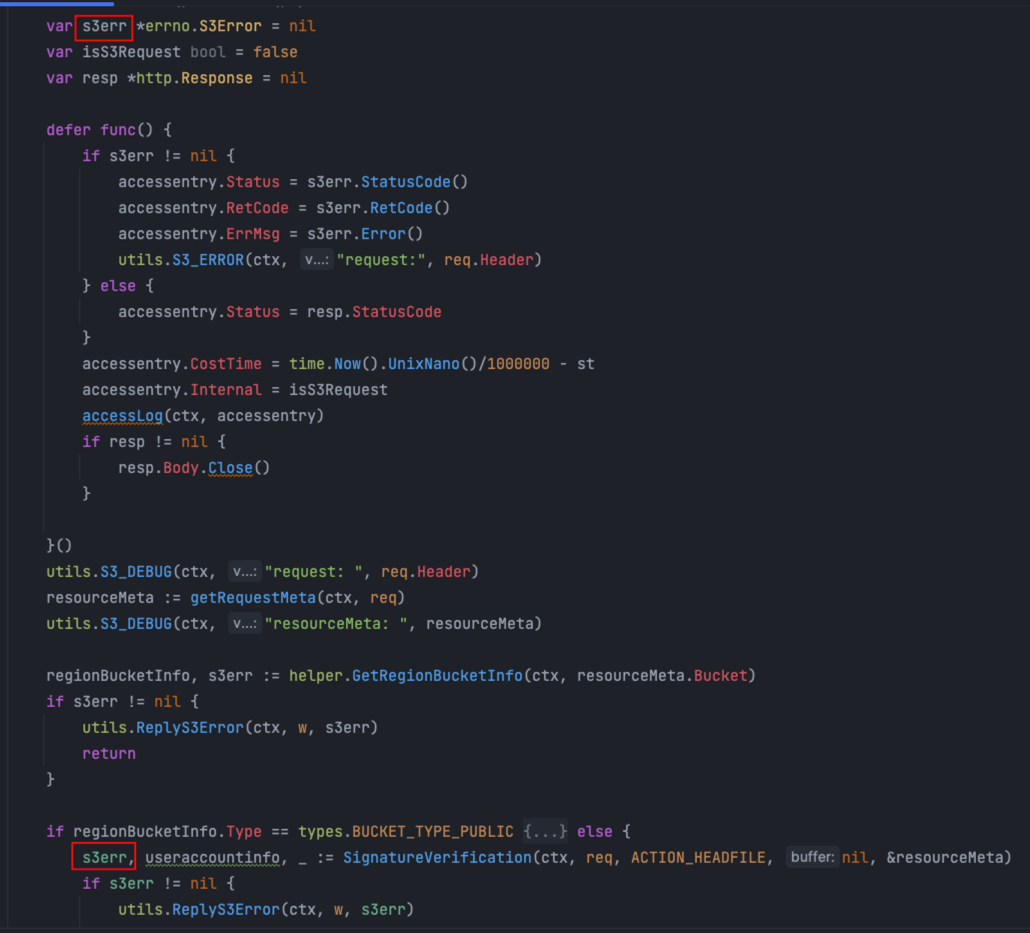 var s3err *errno.S3Error = nil
var isS3Request bool = false
var resp *http.Response = nil
defer func() {
if s3err != nil {
accessentry.Status = s3err.StatusCode()
accessentry.RetCode = s3err.RetCode()
accessentry.ErrMsg = s3err.Error()
utils.S3_ERROR(ctx, v...: "request:", req.Header)
} else {
accessentry.Status = resp.StatusCode
}
accessentry.CostTime = time.Now().UnixNano()/1000000 - st
accessentry.Internal = isS3Request
accessLog(ctx, accessentry)
if resp != nil {
resp.Body.Close()
}
}()
utils.S3_DEBUG(ctx, v...: "request: ", req.Header)
resourceMeta := getRequestMeta(ctx, req)
utils.S3_DEBUG(ctx, v...: "resourceMeta: ", resourceMeta)
regionBucketInfo, s3err := helper.GetRegionBucketInfo(ctx, resourceMeta.Bucket)
if s3err != nil {
utils.ReplyS3Error(ctx, w, s3err)
return
}
if regionBucketInfo.Type == types.BUCKET_TYPE_PUBLIC {...} else {
s3err, useraccountinfo, _ := SignatureVerification(ctx, req, ACTION_HEADFILE, buffer: nil, &resourceMeta)
if s3err != nil {
utils.ReplyS3Error(ctx, w, s3err)